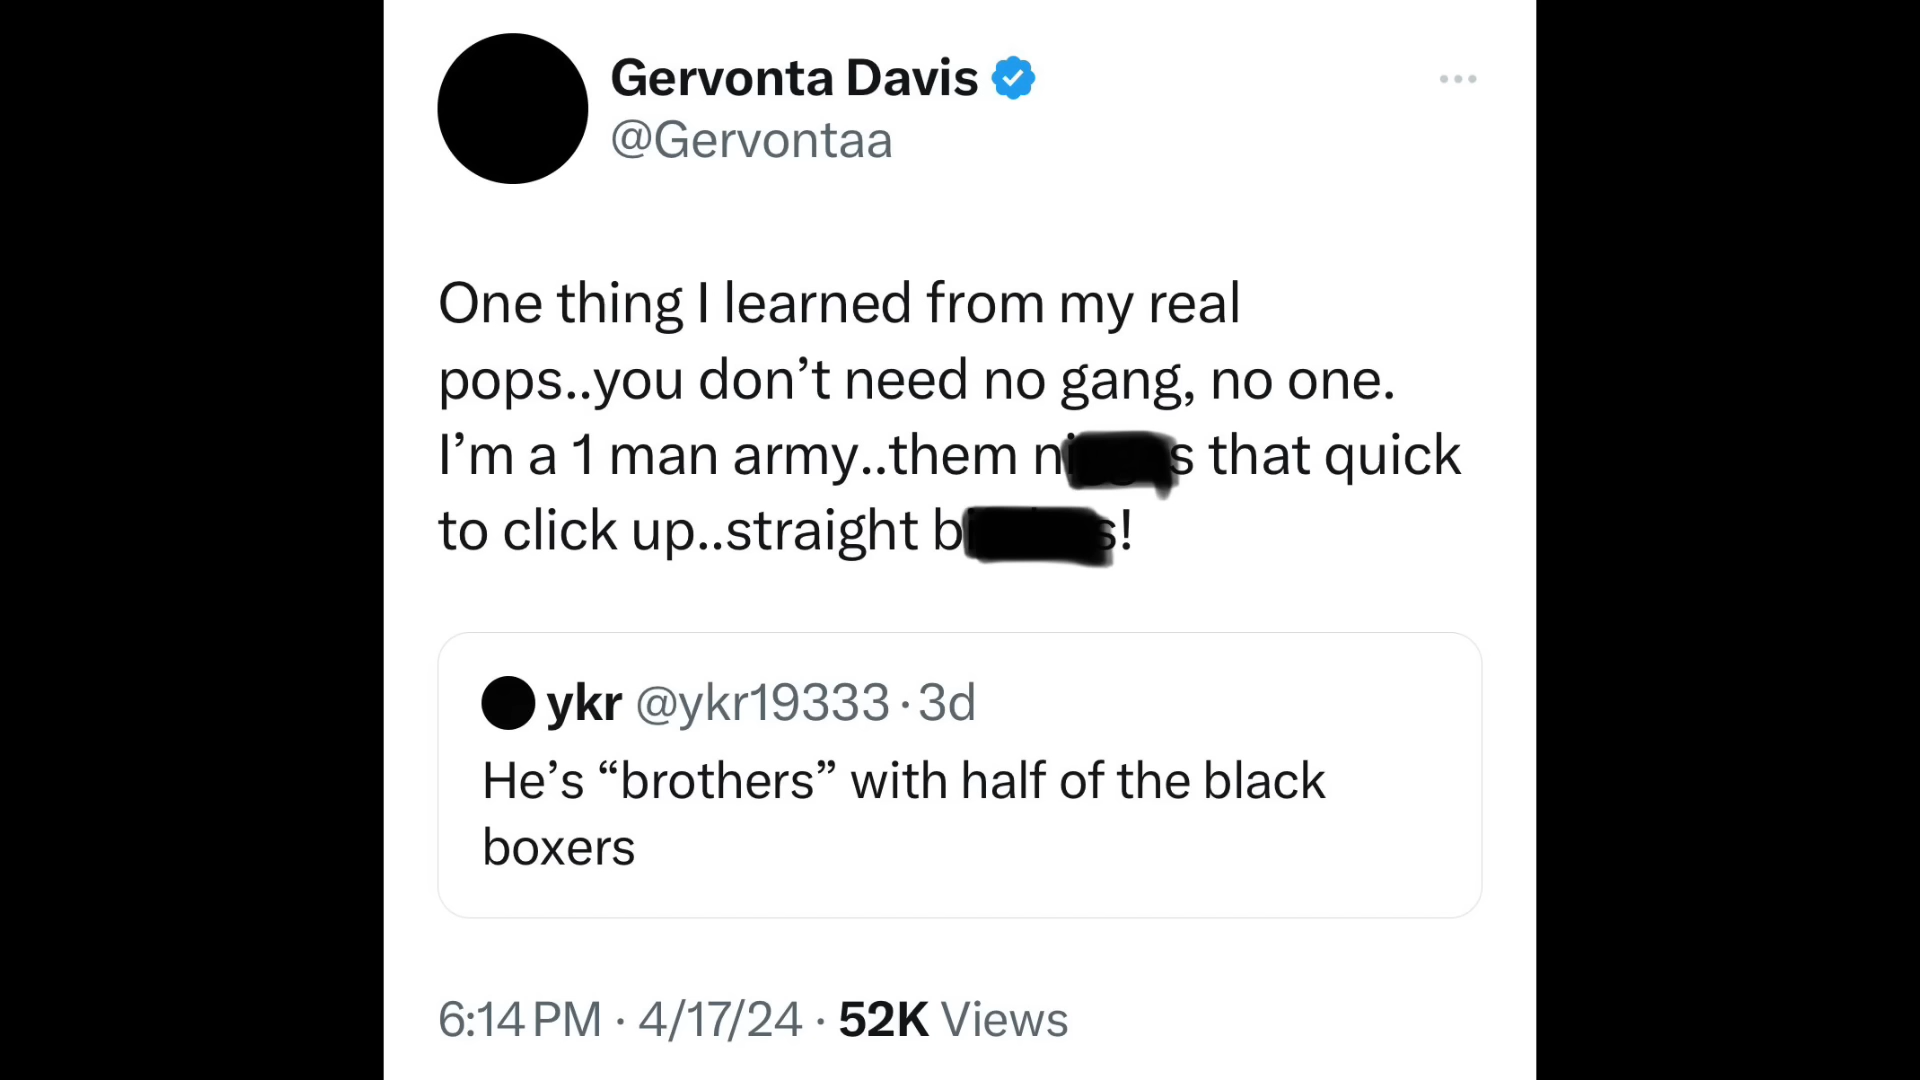 Gervonta Davis
@Gervontaa
One thing I learned from my real
pops..you don’t need no gang, no one.
I’m a 1 man army..them that quick
to click up..straight
ykr @ykr19333 · 3d
He’s “brothers” with half of the black
boxers
6:14 PM · 4/17/24 · 52K Views